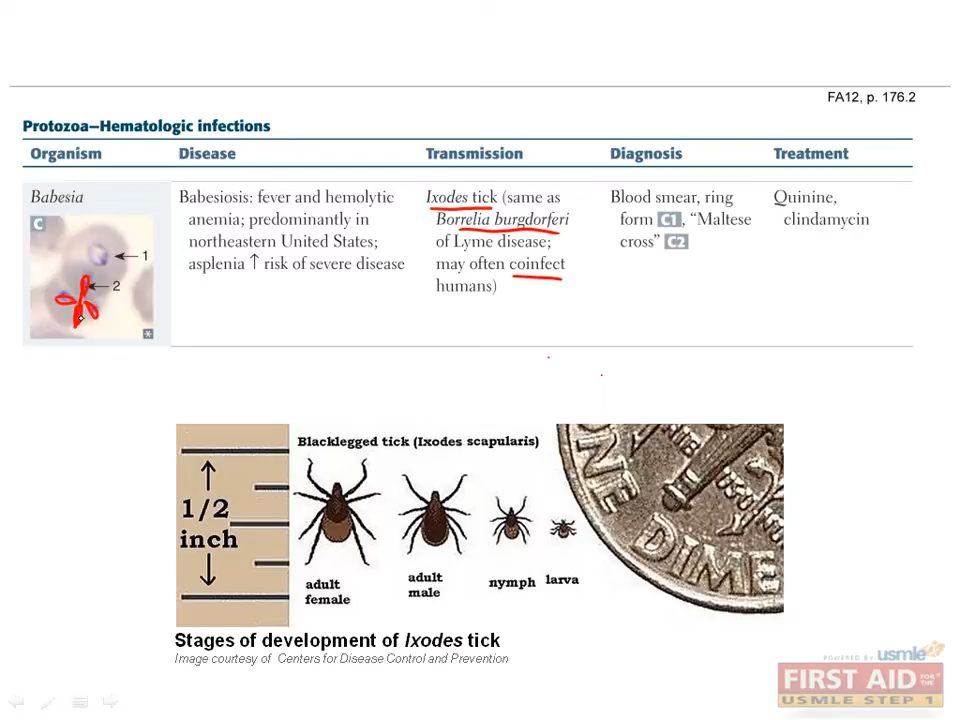 FA12, p. 176.2
Protozoa—Hematologic infections
Organism Disease Transmission Diagnosis Treatment
Babesia Babesiosis: fever and hemolytic Ixodes tick (same as Blood smear, ring Quinine,
C anemia; predominantly in Borrelia burgdorferi form C1, “Maltese clindamycin
northeastern United States; of Lyme disease; cross” C2
1
asplenia ↑ risk of severe disease may often coinfect
2 humans)
Blacklegged tick (Ixodes scapularis)
1/2
inch
adult
female
adult
male
nymph larva
ONE DIME
Stages of development of Ixodes tick
Image courtesy of Centers for Disease Control and Prevention
POWERED BY usmle
FIRST AID FOR THE
USMLE STEP 1